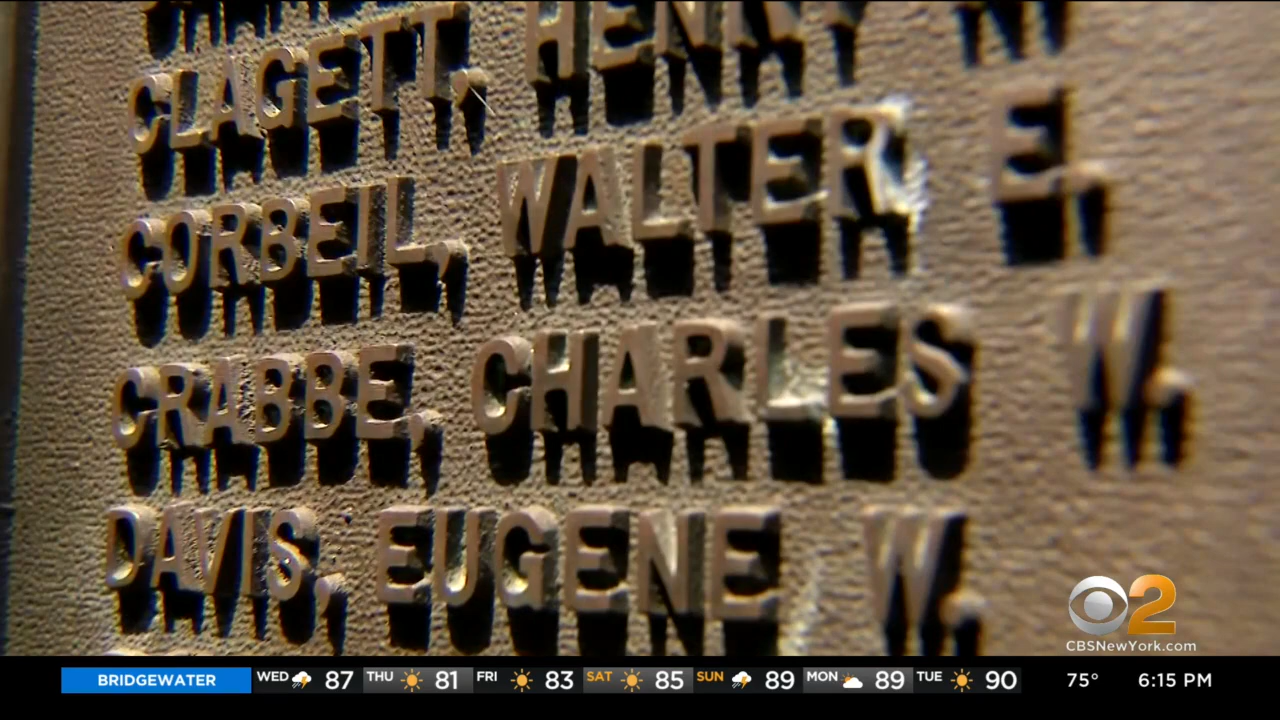 CLAGETT, HENRY
CORBEIL, WALTER E.
CRABBE, CHARLES W.
DAVIS, EUGENE W.
2
CBSNewYork.com
BRIDGEWATER WED 87 THU 81 FRI 83 SAT 85 SUN 89 MON 89 TUE 90 75° 6:15 PM